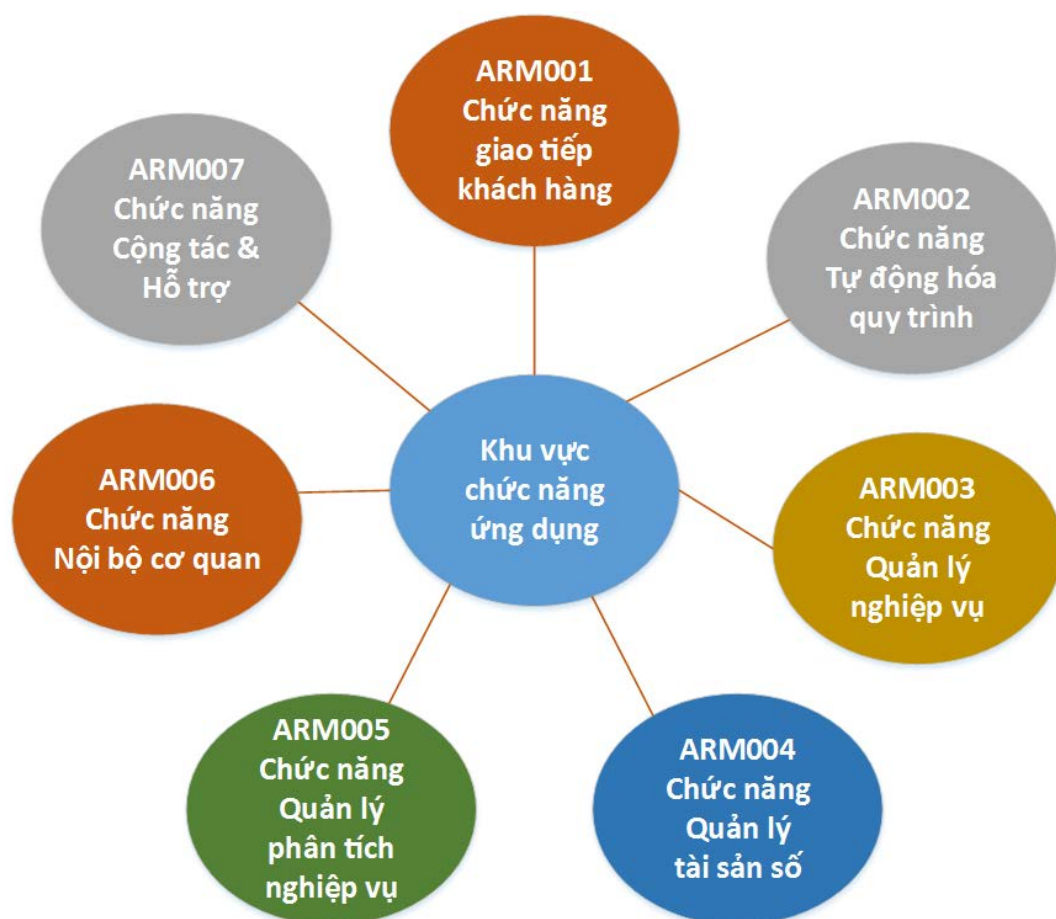 ARM001
Chức năng
giao tiếp
khách hàng
ARM002
Chức năng
Tự động hóa
quy trình
ARM003
Chức năng
Quản lý
nghiệp vụ
ARM004
Chức năng
Quản lý
tài sản số
ARM005
Chức năng
Quản lý
phân tích
nghiệp vụ
ARM006
Chức năng
Nội bộ cơ quan
ARM007
Chức năng
Cộng tác &
Hỗ trợ
Khu vực
chức năng
ứng dụng